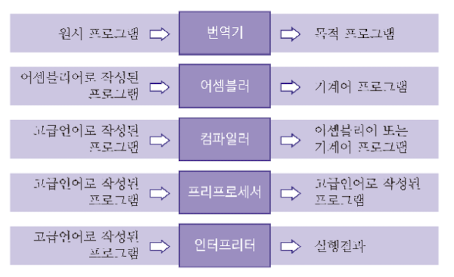 원시 프로그램
번역기
목적 프로그램
어셈블리어로 작성된
프로그램
어셈블러
기계어 프로그램
고급언어로 작성된
프로그램
컴파일러
어셈블리어 또는
기계어 프로그램
고급언어로 작성된
프로그램
프리프로세서
고급언어로 작성된
프로그램
고급언어로 작성된
프로그램
인터프리터
실행결과